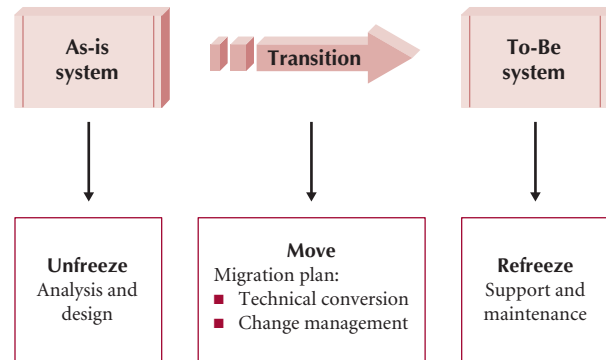 As-is
system
Transition
To-Be
system
Unfreeze
Analysis and
design
Move
Migration plan:
Technical conversion
Change management
Refreeze
Support and
maintenance